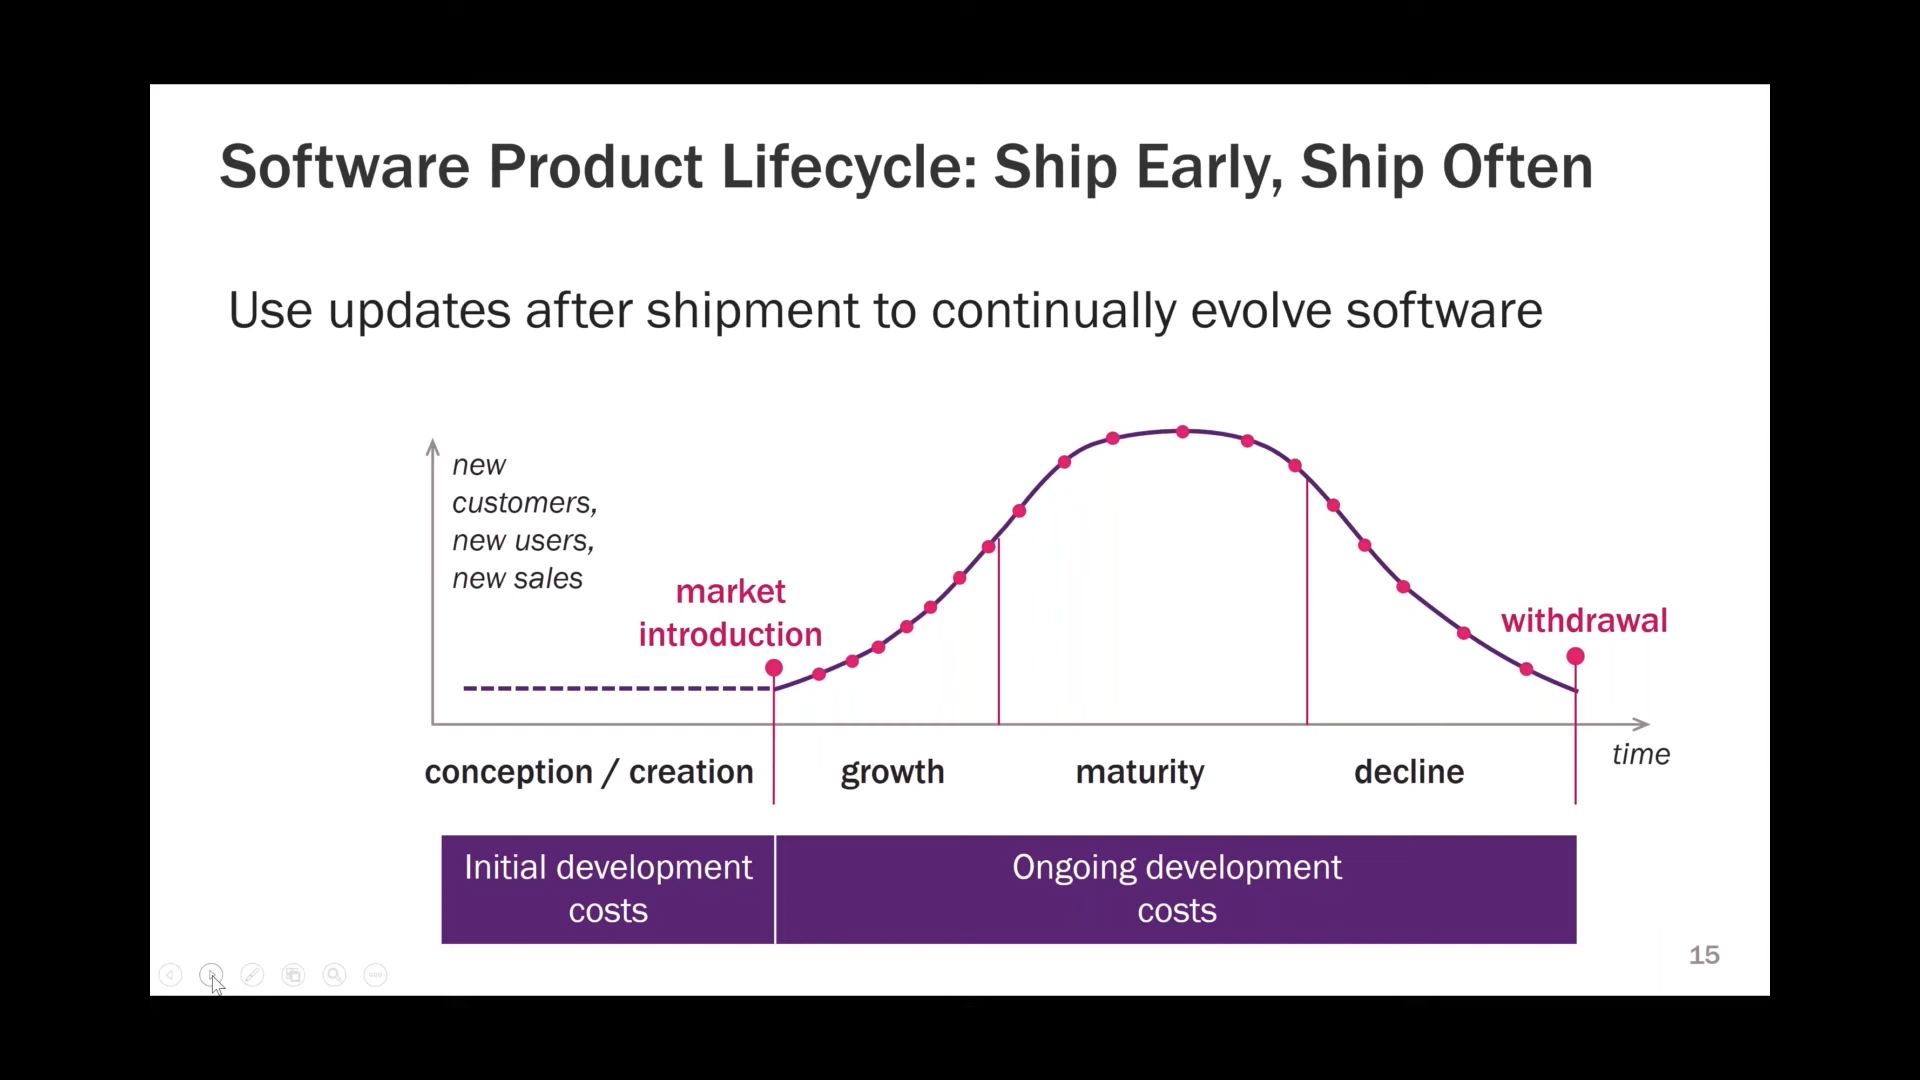 Software Product Lifecycle: Ship Early, Ship Often
Use updates after shipment to continually evolve software
new
customers,
new users,
new sales
market
introduction
withdrawal
time
conception / creation
growth
maturity
decline
Initial development
costs
Ongoing development
costs
15